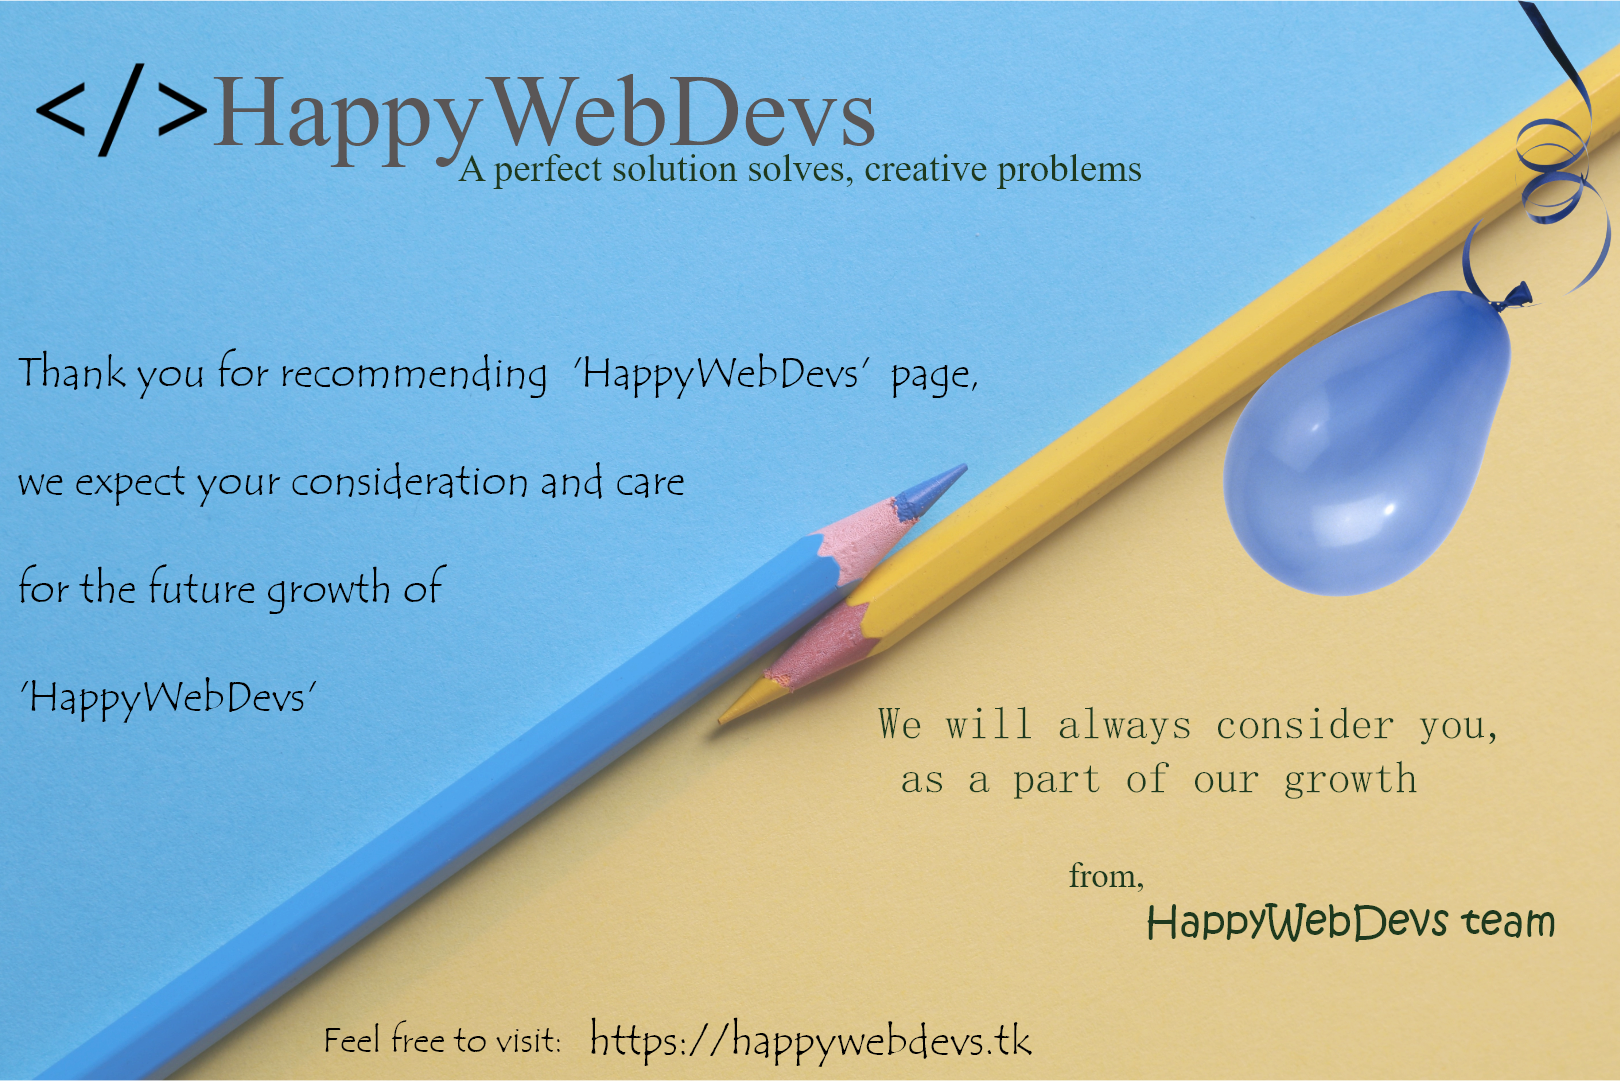 </>HappyWebDevs
A perfect solution solves, creative problems
Thank you for recommending 'HappyWebDevs' page,
we expect your consideration and care
for the future growth of
'HappyWebDevs'
We will always consider you,
as a part of our growth
from,
HappyWebDevs team
Feel free to visit: https://happywebdevs.tk